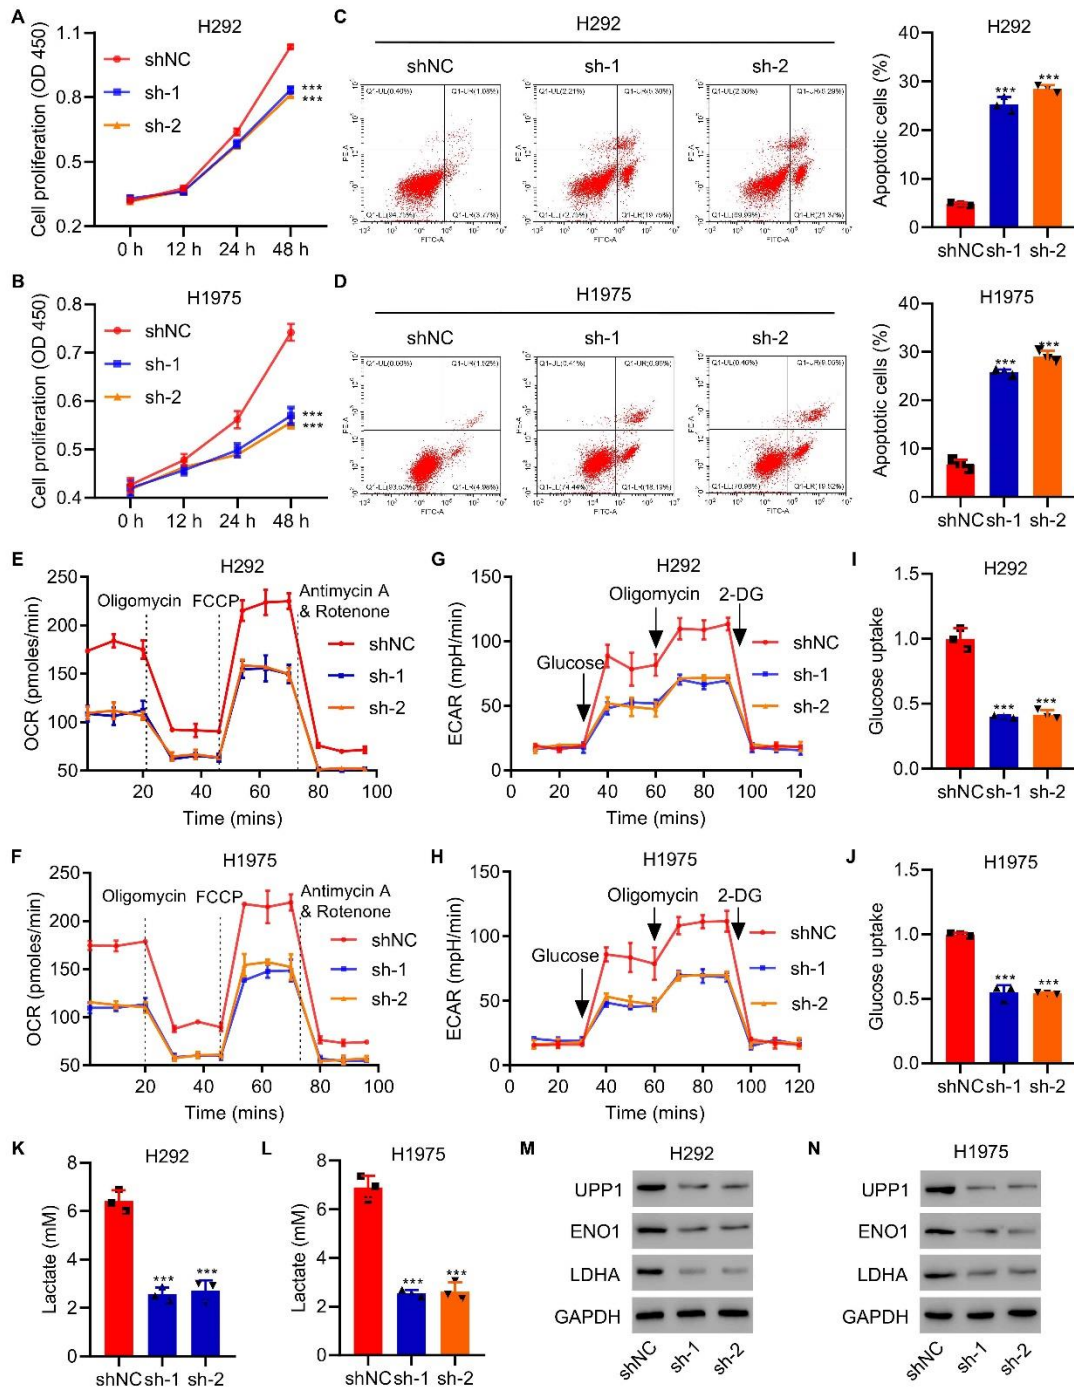 A
H292
Cell proliferation (OD 450)
1.1
0.8
0.5
0.2
shNC
sh-1
sh-2
***
***
0 h 12 h 24 h 48 h
B
H1975
Cell proliferation (OD 450)
0.8
0.7
0.6
0.5
0.4
shNC
sh-1
sh-2
***
***
0 h 12 h 24 h 48 h
C
H292
shNC sh-1 sh-2
PE-A
FITC-A
PE-A
FITC-A
PE-A
FITC-A
H292
Apoptotic cells (%)
40
30
20
10
0
***
***
shNC sh-1 sh-2
D
H1975
shNC sh-1 sh-2
PE-A
FITC-A
PE-A
FITC-A
PE-A
FITC-A
H1975
Apoptotic cells (%)
40
30
20
10
0
***
***
shNC sh-1 sh-2
E
H292
OCR (pmoles/min)
250
200
150
100
50
Oligomycin FCCP Antimycin A
& Rotenone
shNC
sh-1
sh-2
20 40 60 80 100
Time (mins)
G
H292
ECAR (mpH/min)
150
100
50
0
Glucose
Oligomycin
2-DG
shNC
sh-1
sh-2
0 20 40 60 80 100 120
Time (mins)
I
H292
Glucose uptake
1.5
1.0
0.5
0.0
***
***
shNC sh-1 sh-2
F
H1975
OCR (pmoles/min)
250
200
150
100
50
Oligomycin FCCP Antimycin A
& Rotenone
shNC
sh-1
sh-2
20 40 60 80 100
Time (mins)
H
H1975
ECAR (mpH/min)
150
100
50
0
Glucose
Oligomycin
2-DG
shNC
sh-1
sh-2
0 20 40 60 80 100 120
Time (mins)
J
H1975
Glucose uptake
1.5
1.0
0.5
0.0
***
***
shNC sh-1 sh-2
K
H292
Lactate (mM)
8
6
4
2
0
***
***
shNC sh-1 sh-2
L
H1975
Lactate (mM)
8
6
4
2
0
***
***
shNC sh-1 sh-2
M
H292
UPP1
ENO1
LDHA
GAPDH
shNC sh-1 sh-2
N
H1975
UPP1
ENO1
LDHA
GAPDH
shNC sh-1 sh-2